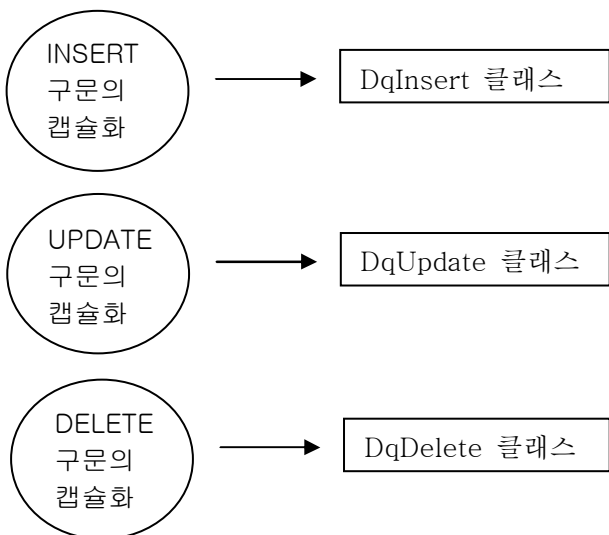 INSERT
구문의
캡슐화
DqInsert 클래스
UPDATE
구문의
캡슐화
DqUpdate 클래스
DELETE
구문의
캡슐화
DqDelete 클래스